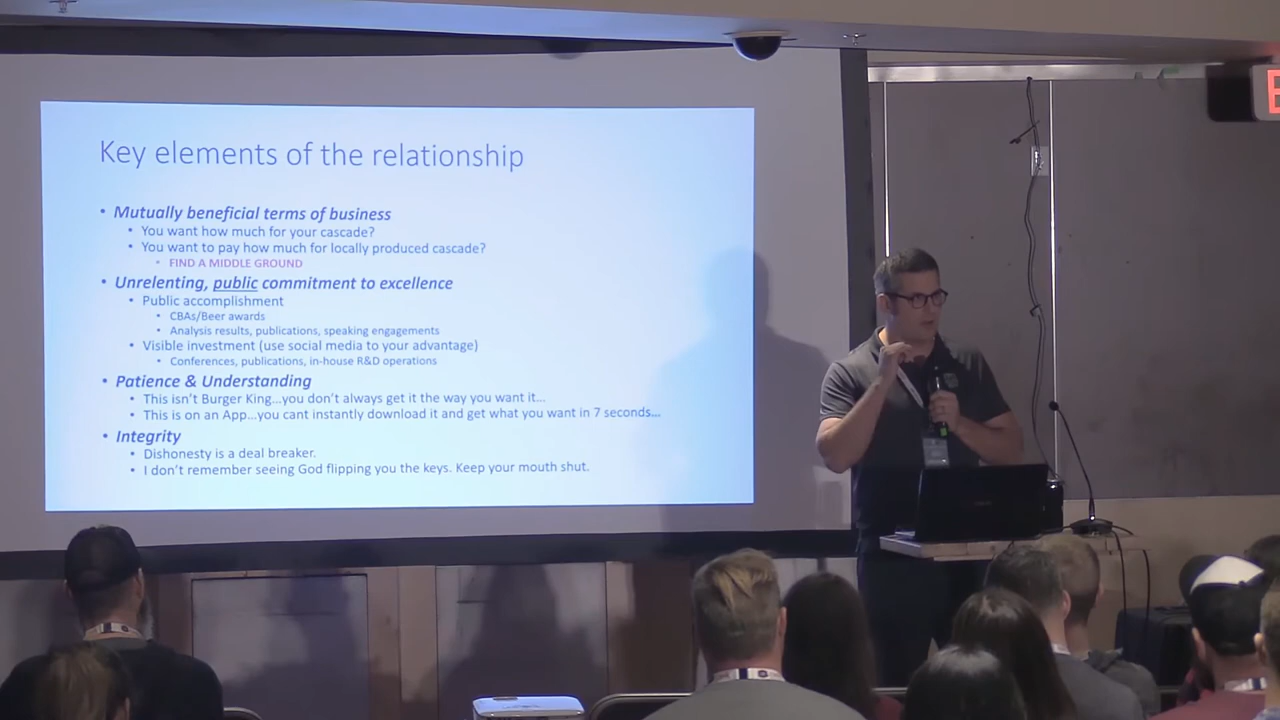 Key elements of the relationship
• Mutually beneficial terms of business
• You want how much for your cascade?
• You want to pay how much for locally produced cascade?
• FIND A MIDDLE GROUND
• Unrelenting, public commitment to excellence
• Public accomplishment
• CBAs/Beer awards
• Analysis results, publications, speaking engagements
• Visible investment (use social media to your advantage)
• Conferences, publications, in-house R&D operations
• Patience & Understanding
• This isn't Burger King...you don't always get it the way you want it...
• This is on an App...you cant instantly download it and get what you want in 7 seconds...
• Integrity
• Dishonesty is a deal breaker.
• I don't remember seeing God flipping you the keys. Keep your mouth shut.
E